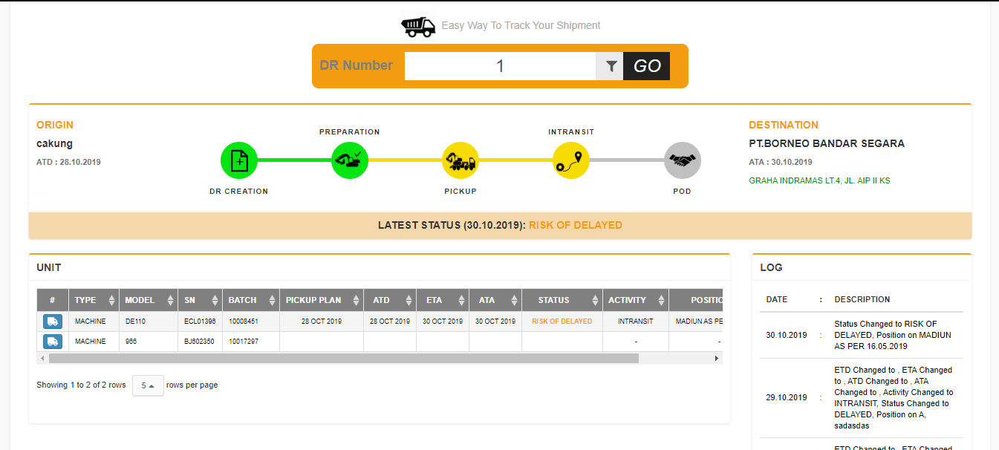 Easy Way To Track Your Shipment
DR Number 1 GO
ORIGIN
cakung
ATD : 28.10.2019
PREPARATION
INTRANSIT
DR CREATION
PICKUP
POD
DESTINATION
PT.BORNEO BANDAR SEGARA
ATA : 30.10.2019
GRAHA INDRAMAS LT.4, JL. AIP II KS
LATEST STATUS (30.10.2019): RISK OF DELAYED
UNIT
# TYPE MODEL SN BATCH PICKUP PLAN ATD ETA ATA STATUS ACTIVITY POSITIO
MACHINE DE110 ECL01396 10008451 28 OCT 2019 28 OCT 2019 30 OCT 2019 30 OCT 2019 RISK OF DELAYED INTRANSIT MADIUN AS PE
MACHINE 966 BJ602350 10017297 - -
Showing 1 to 2 of 2 rows 5 rows per page
LOG
DATE : DESCRIPTION
30.10.2019 : Status Changed to RISK OF
DELAYED, Position on MADIUN
AS PER 16.05.2019
29.10.2019 : ETD Changed to , ETA Changed
to , ATD Changed to , ATA
Changed to , Activity Changed to
INTRANSIT, Status Changed to
DELAYED, Position on A,
sadasdas
ETD Changed to , ETA Changed